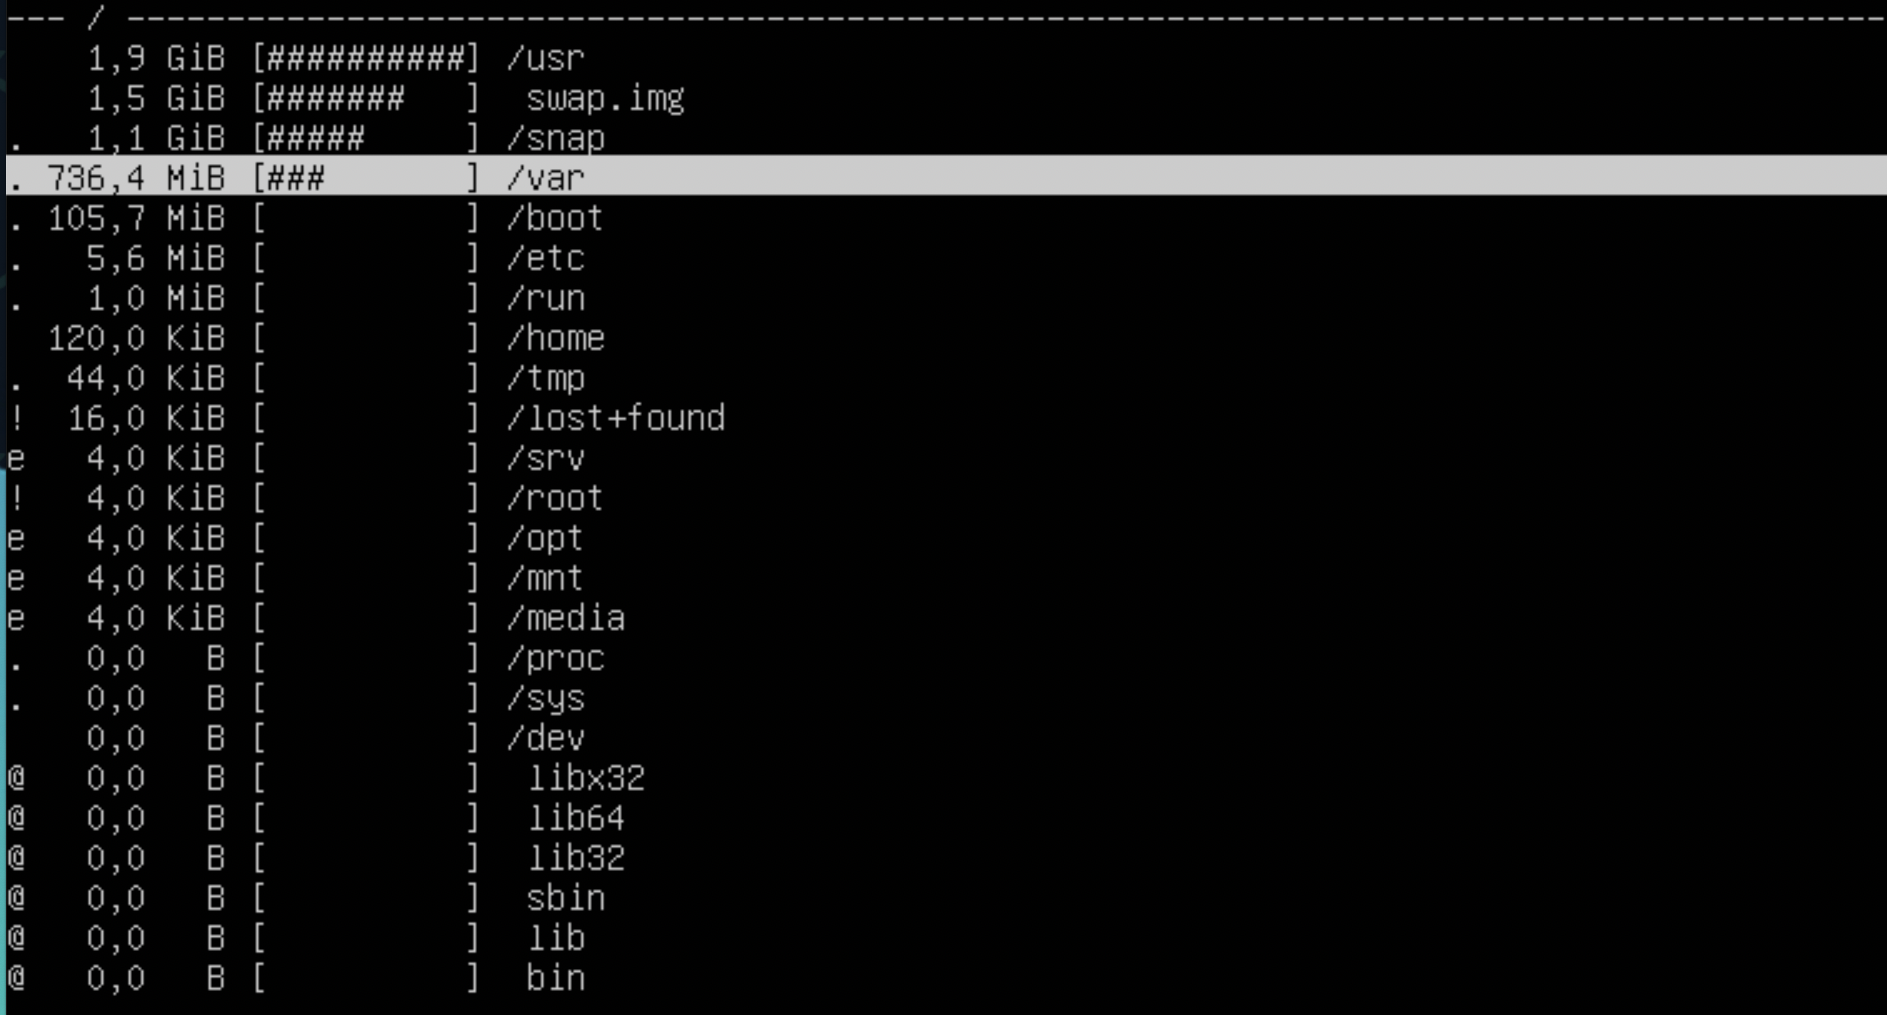 --- / ------------------------------------------------------------------------------------------
    1,9 GiB [##########] /usr
    1,5 GiB [#######   ]  swap.img
.   1,1 GiB [#####     ] /snap
. 736,4 MiB [###       ] /var
. 105,7 MiB [          ] /boot
.   5,6 MiB [          ] /etc
.   1,0 MiB [          ] /run
  120,0 KiB [          ] /home
.  44,0 KiB [          ] /tmp
!  16,0 KiB [          ] /lost+found
e   4,0 KiB [          ] /srv
!   4,0 KiB [          ] /root
e   4,0 KiB [          ] /opt
e   4,0 KiB [          ] /mnt
e   4,0 KiB [          ] /media
.   0,0   B [          ] /proc
.   0,0   B [          ] /sys
    0,0   B [          ] /dev
@   0,0   B [          ]  libx32
@   0,0   B [          ]  lib64
@   0,0   B [          ]  lib32
@   0,0   B [          ]  sbin
@   0,0   B [          ]  lib
@   0,0   B [          ]  bin